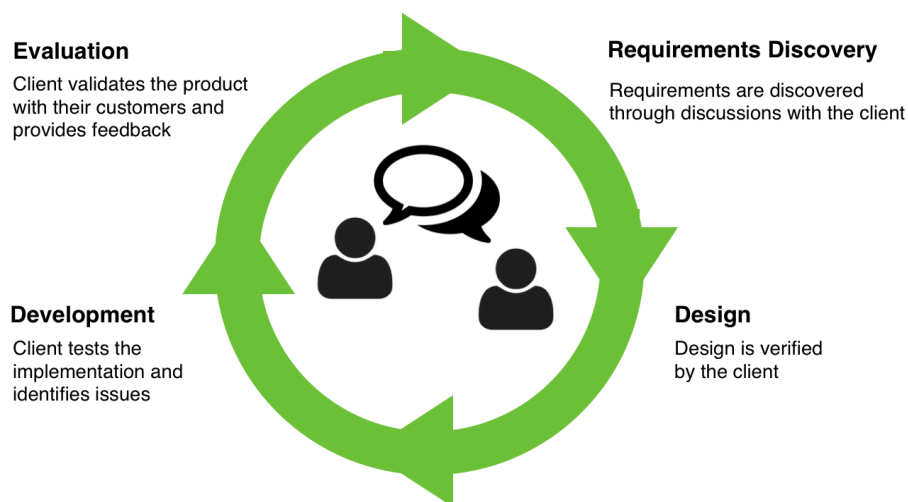 Evaluation
Client validates the product
with their customers and
provides feedback
Requirements Discovery
Requirements are discovered
through discussions with the client
Development
Client tests the
implementation and
identifies issues
Design
Design is verified
by the client